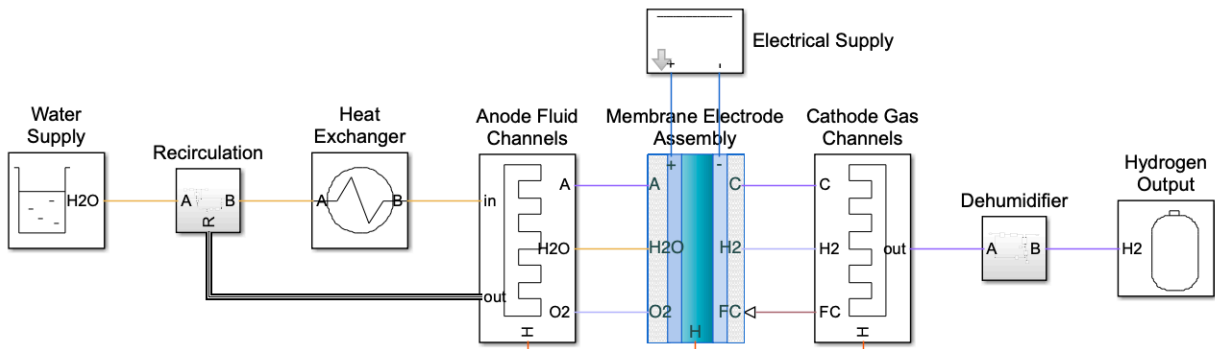 Electrical Supply
+
-
Water
Supply
H2O
Recirculation
A
B
R
Heat
Exchanger
A
B
Anode Fluid
Channels
in
out
A
H2O
O2
H
Membrane Electrode
Assembly
+
-
A
H2O
O2
C
H2
FC
H
Cathode Gas
Channels
C
H2
FC
out
H
Dehumidifier
A
B
Hydrogen
Output
H2